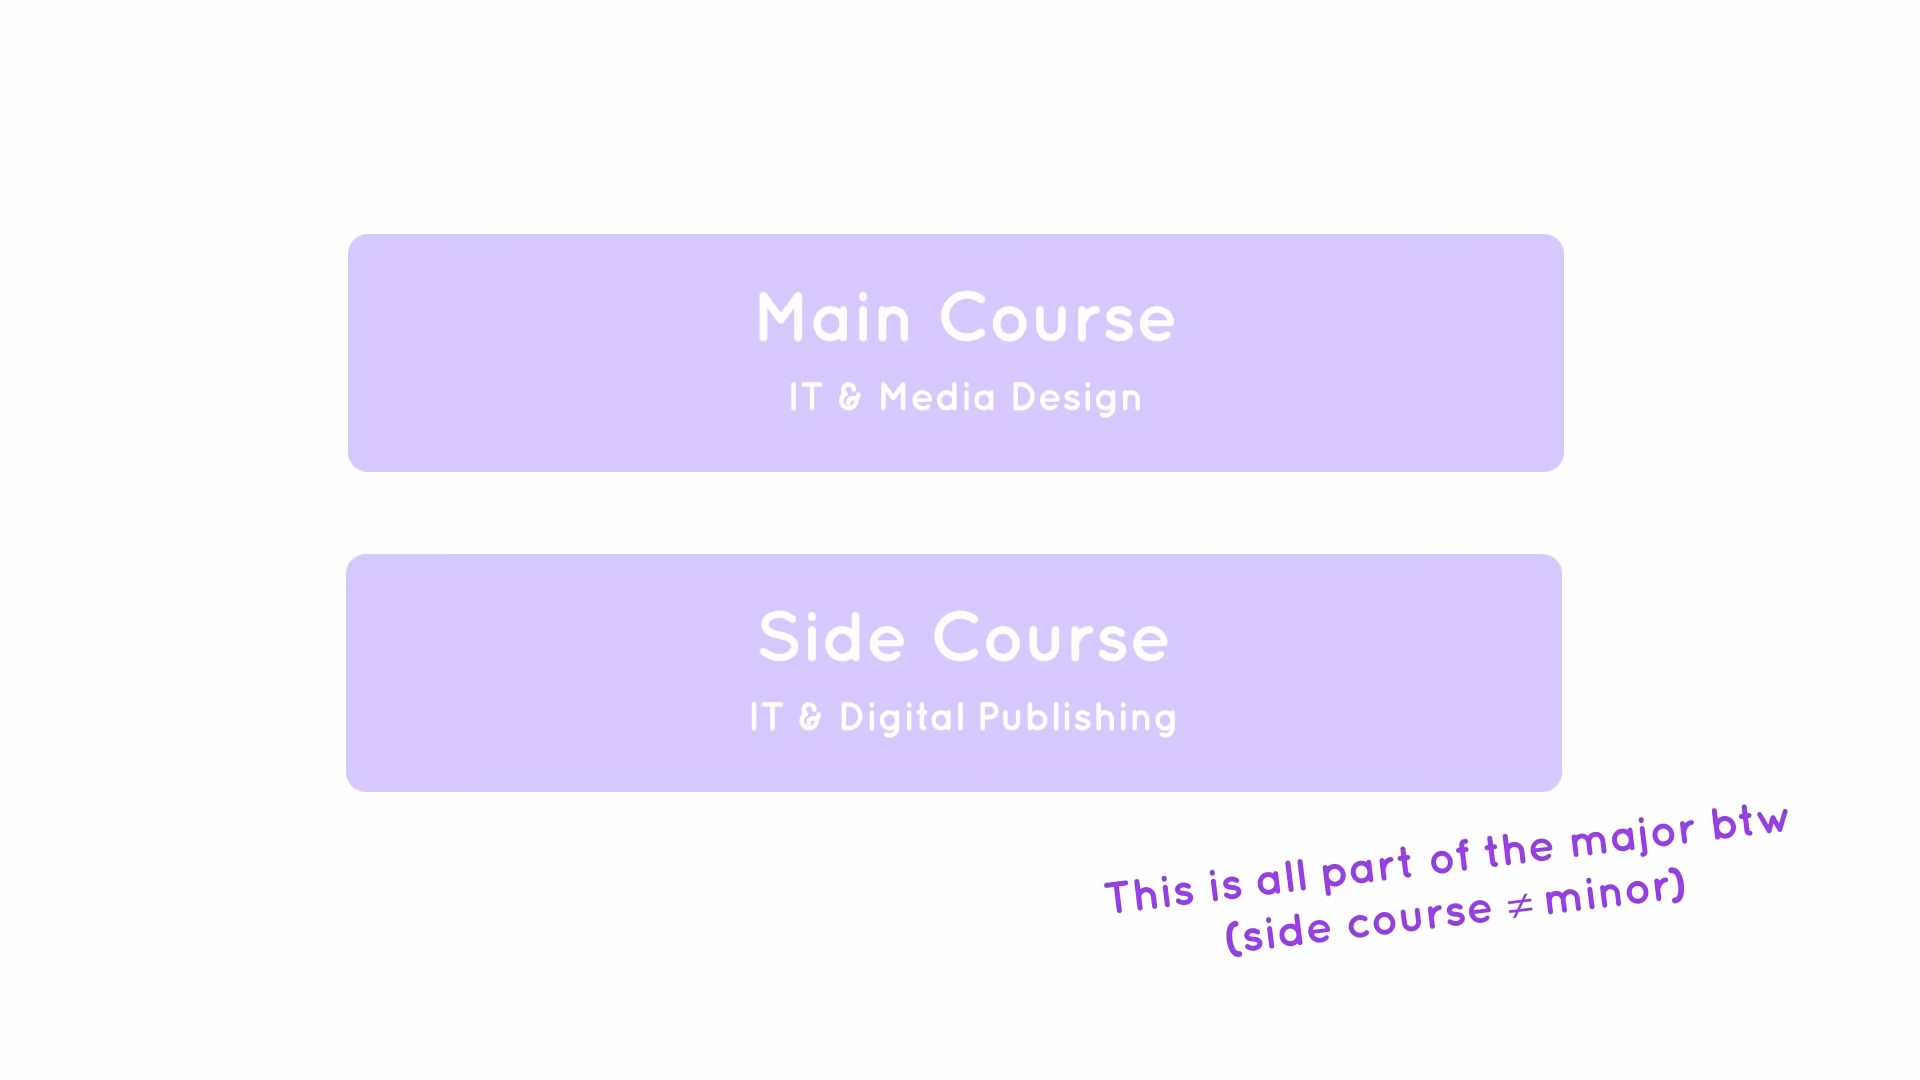 Main Course
IT & Media Design
Side Course
IT & Digital Publishing
This is all part of the major btw
(side course ≠ minor)